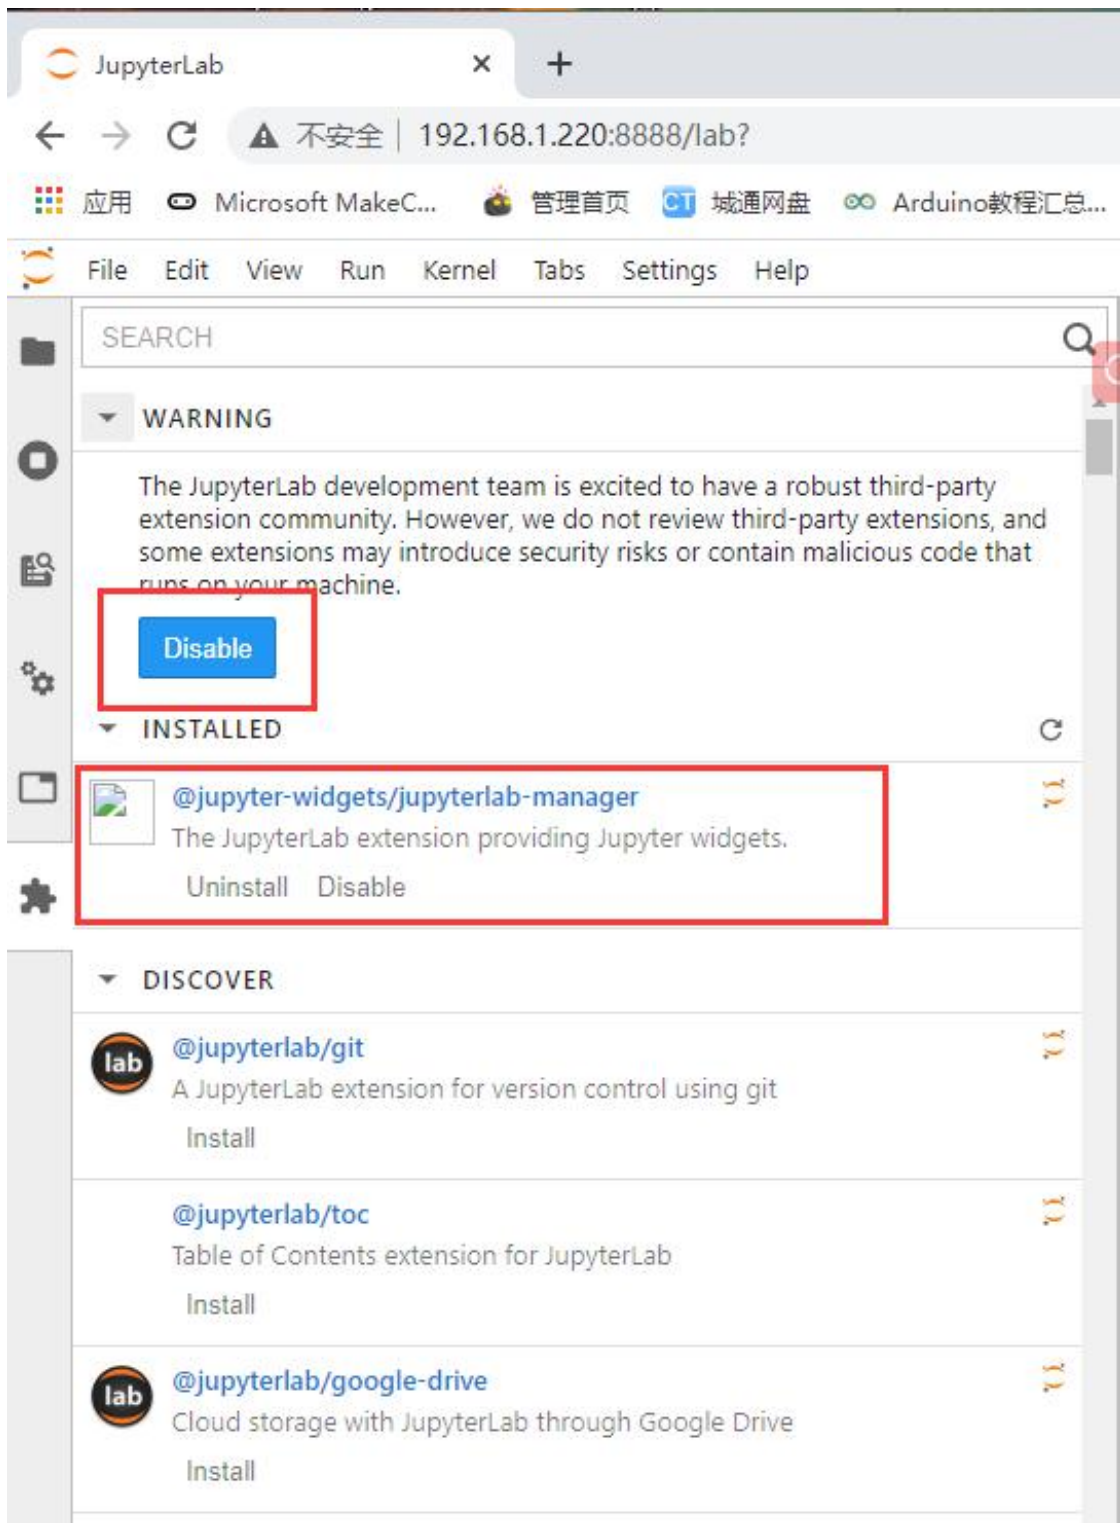 JupyterLab
不安全 192.168.1.220:8888/lab?
应用 Microsoft MakeC... 管理首页 CT 城通网盘 Arduino教程汇总...
File Edit View Run Kernel Tabs Settings Help
SEARCH
WARNING
The JupyterLab development team is excited to have a robust third-party
extension community. However, we do not review third-party extensions, and
some extensions may introduce security risks or contain malicious code that
runs on your machine.
Disable
INSTALLED
@jupyter-widgets/jupyterlab-manager
The JupyterLab extension providing Jupyter widgets.
Uninstall Disable
DISCOVER
lab @jupyterlab/git
A JupyterLab extension for version control using git
Install
@jupyterlab/toc
Table of Contents extension for JupyterLab
Install
lab @jupyterlab/google-drive
Cloud storage with JupyterLab through Google Drive
Install